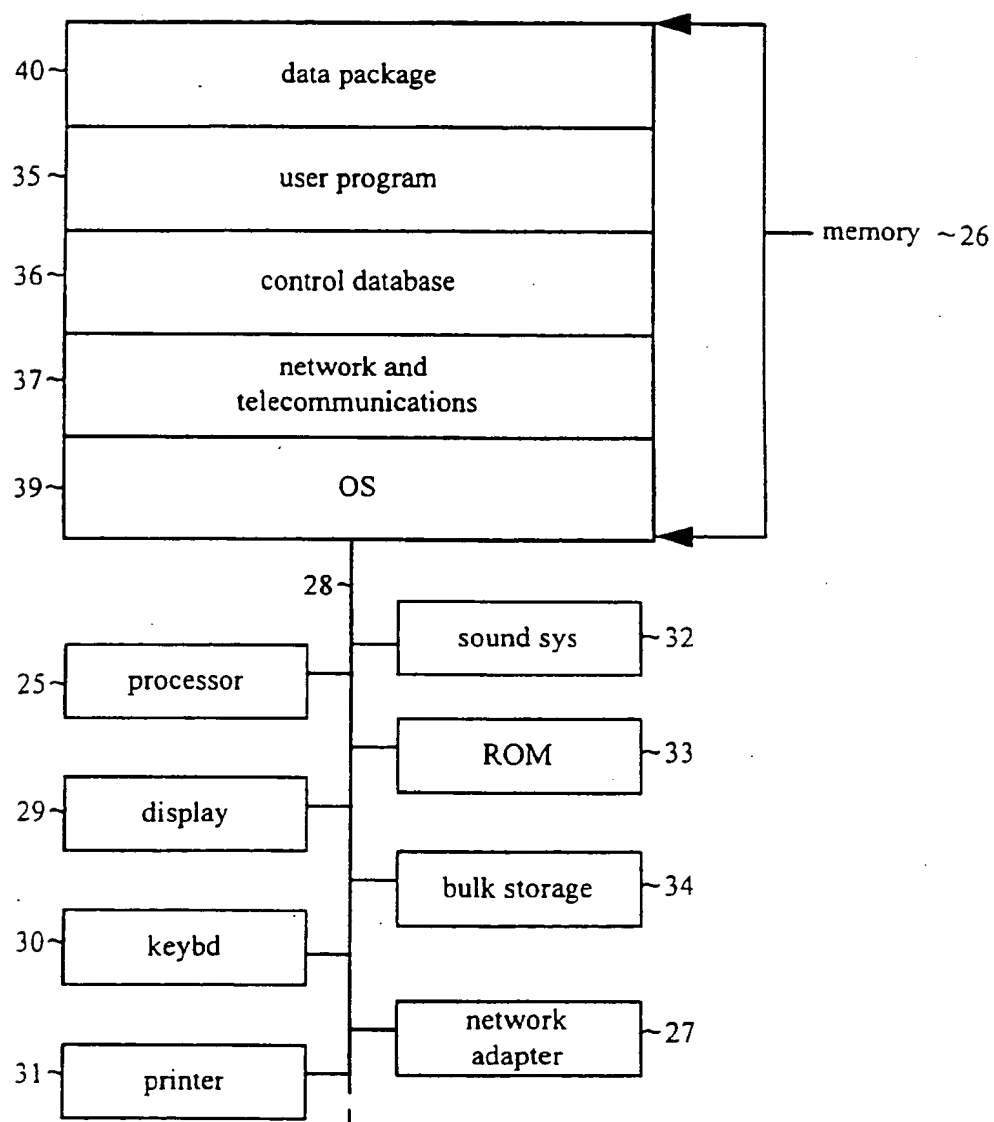 40~ data package
35~ user program
memory ~26
36~ control database
37~ network and
telecommunications
39~ OS
28~
sound sys ~32
25~ processor
ROM ~33
29~ display
bulk storage ~34
30~ keybd
network
adapter ~27
31~ printer